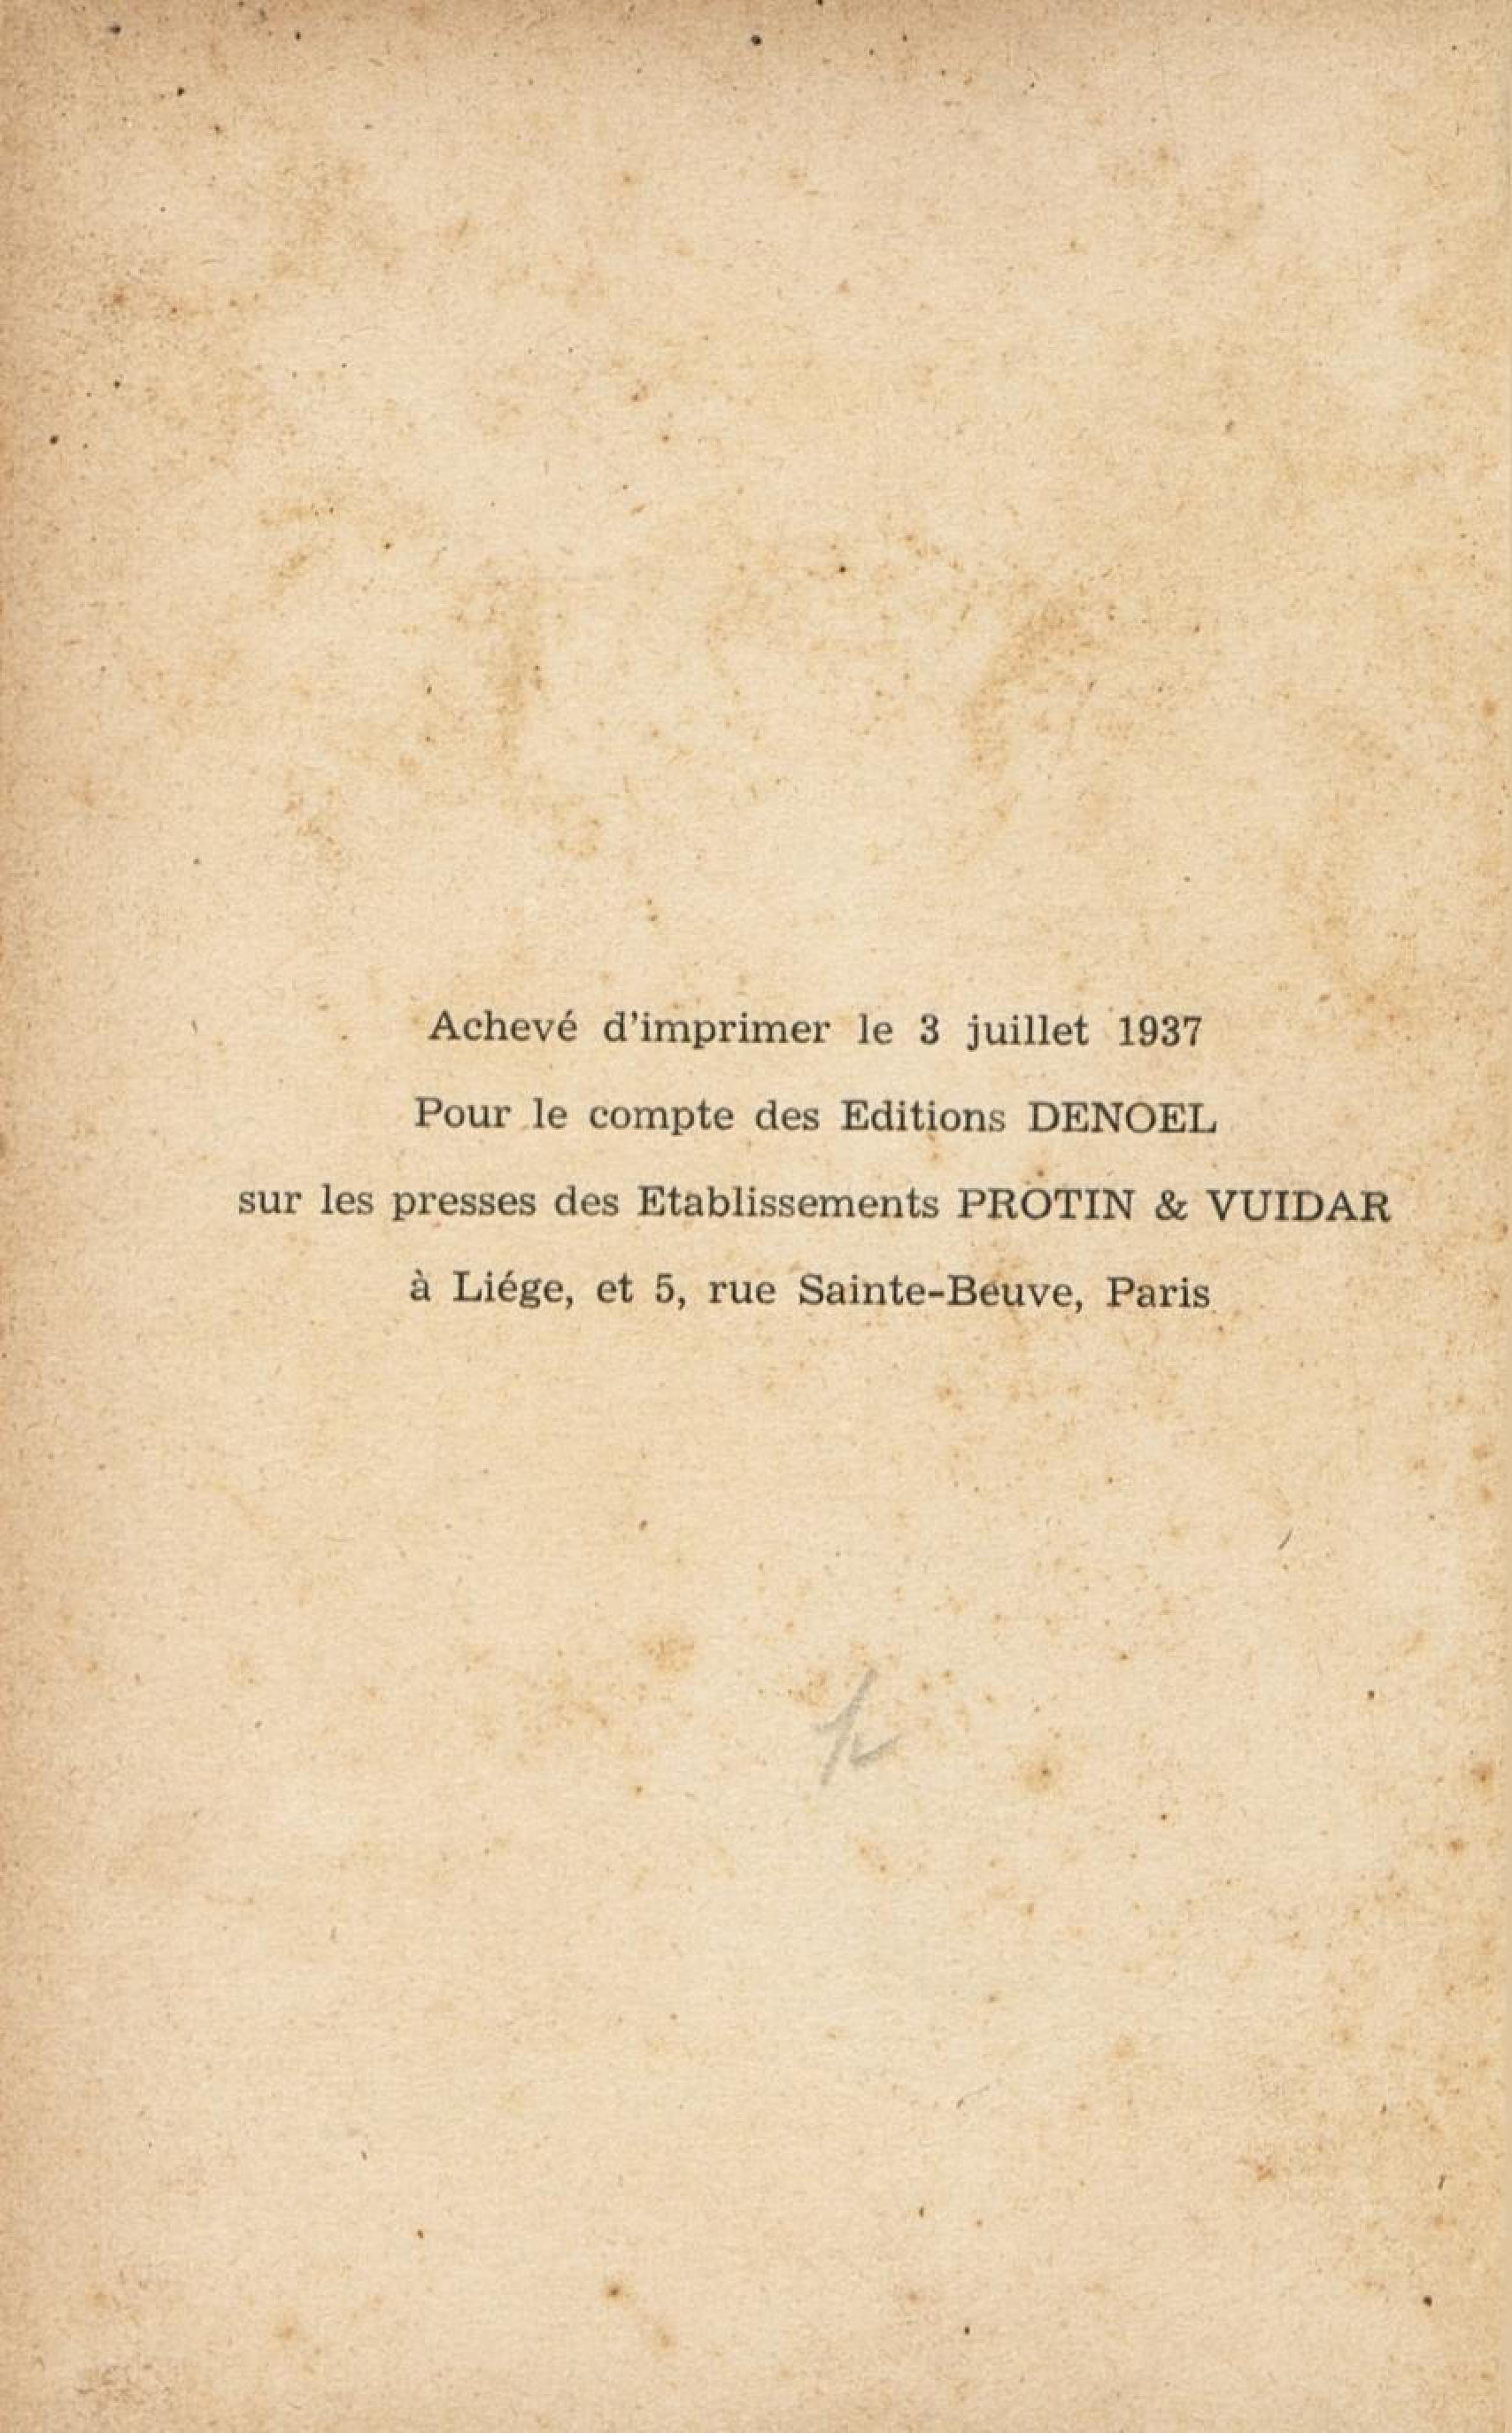 Achevé d'imprimer le 3 juillet 1937
Pour le compte des Editions DENOEL
sur les presses des Etablissements PROTIN & VUIDAR
à Liége, et 5, rue Sainte-Beuve, Paris